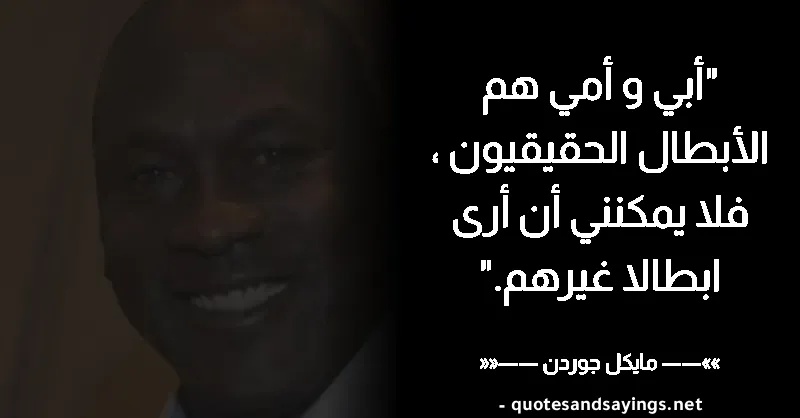 "أبي و أمي هم
الأبطال الحقيقيون ،
فلا يمكنني أن أرى
ابطالا غيرهم."
»»—— مايكل جوردن ——««
- quotesandsayings.net